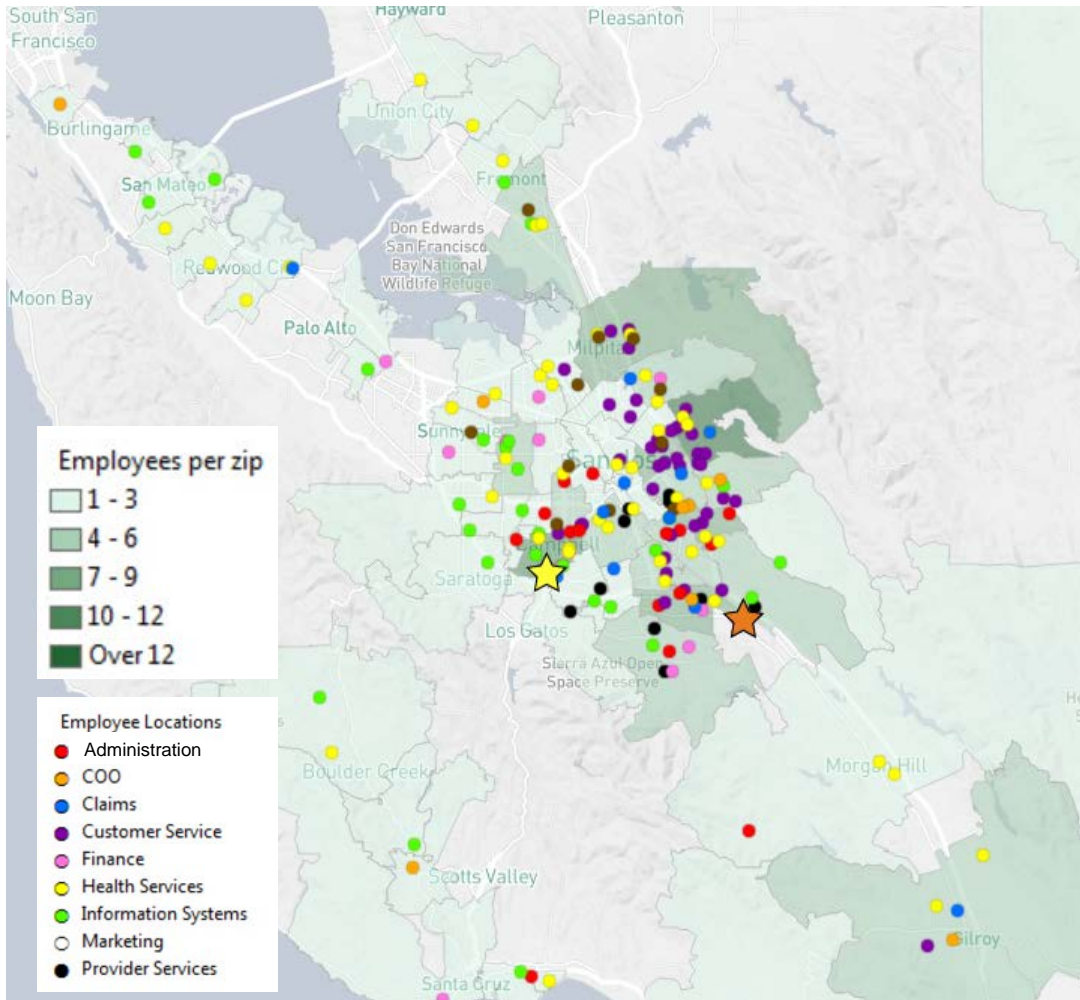 South San
Francisco
Hayward
Pleasanton
Burlingame
Union City
San Mateo
Fremont
Don Edwards
San Francisco
Bay National
Wildlife Refuge
Moon Bay
Palo Alto
Sunnyvale
Campbell
Saratoga
Los Gatos
Sierra Azul Open
Space Preserve
Employees per zip
1 - 3
4 - 6
7 - 9
10 - 12
Over 12
Boulder Creek
Morgan Hill
Scotts Valley
Gilroy
Santa Cruz
Employee Locations
Administration
COO
Claims
Customer Service
Finance
Health Services
Information Systems
Marketing
Provider Services